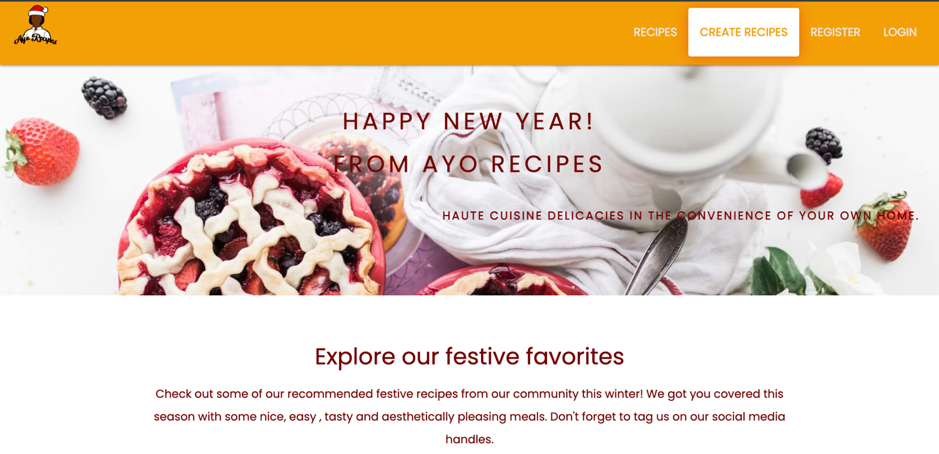 Ayo Recipes
RECIPES
CREATE RECIPES
REGISTER
LOGIN
HAPPY NEW YEAR!
FROM AYO RECIPES
HAUTE CUISINE DELICACIES IN THE CONVENIENCE OF YOUR OWN HOME.
Explore our festive favorites
Check out some of our recommended festive recipes from our community this winter! We got you covered this
season with some nice, easy , tasty and aesthetically pleasing meals. Don't forget to tag us on our social media
handles.